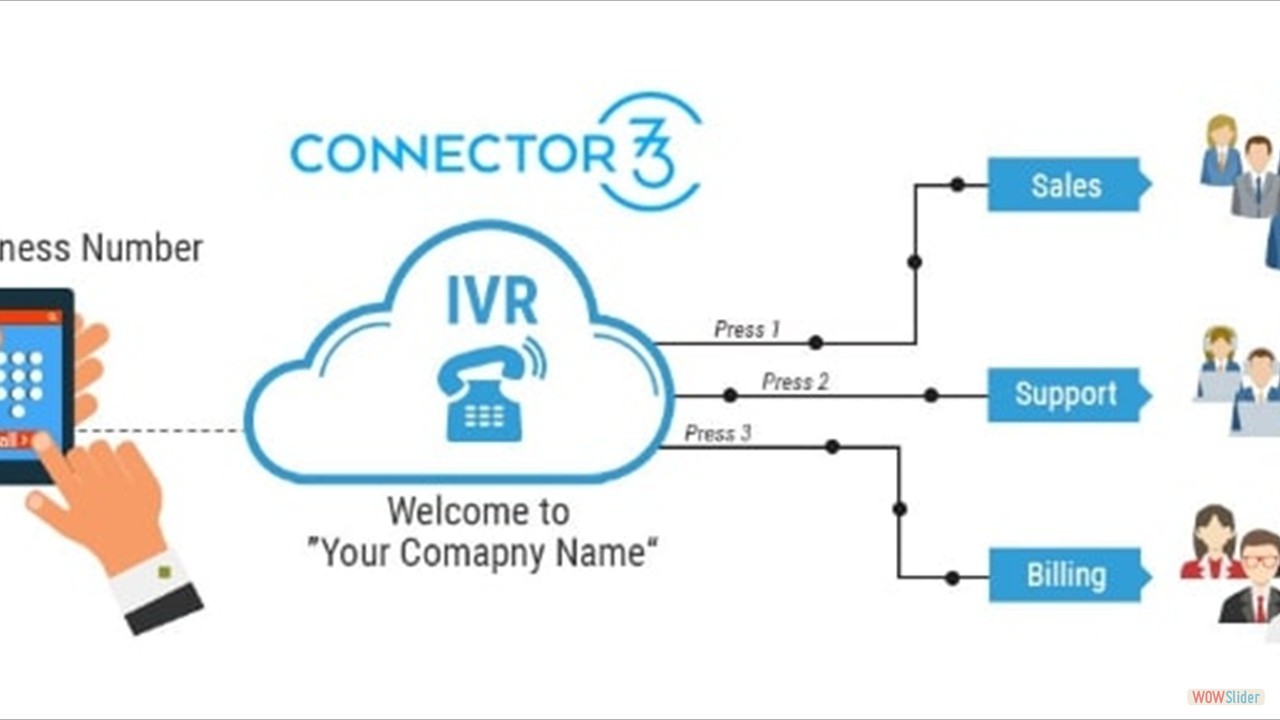 CONNECTOR
73
ness Number
IVR
Press 1
Press 2
Press 3
Sales
Support
Billing
Welcome to
"Your Comapny Name“
WOWSlider